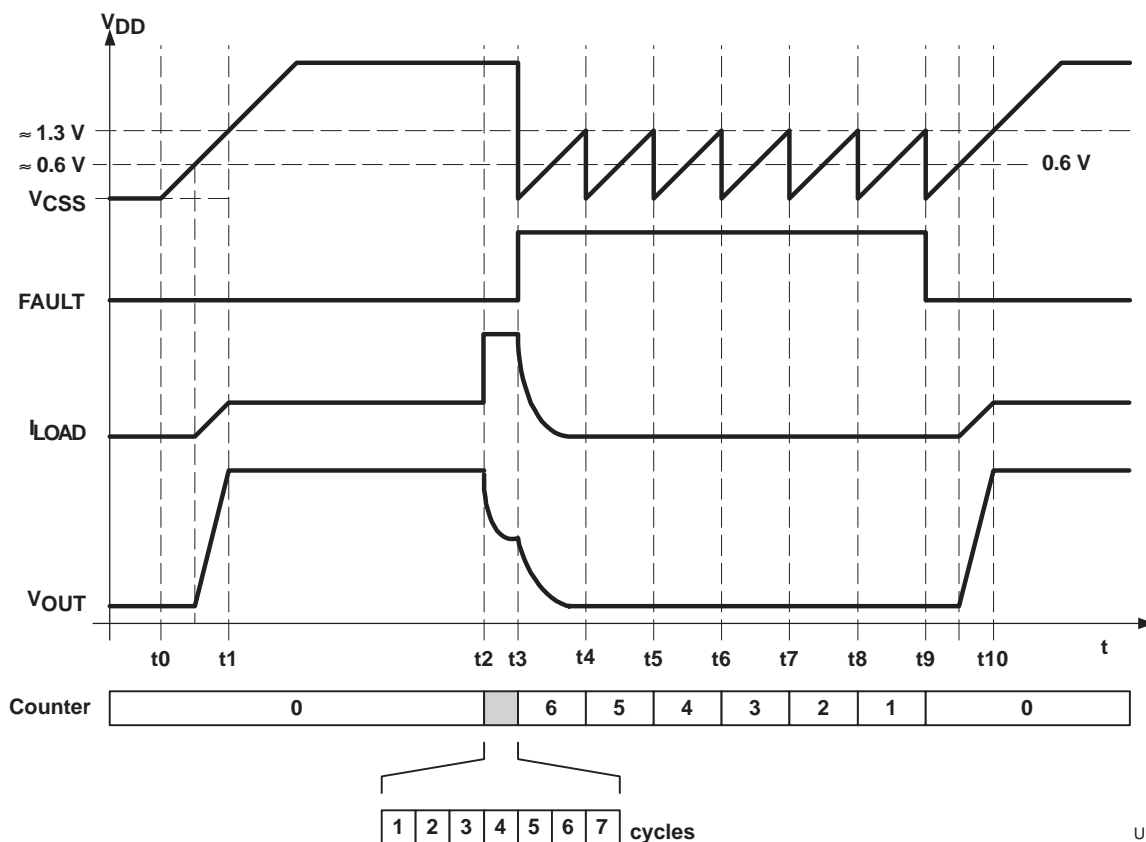 VDD
≈ 1.3 V
≈ 0.6 V
0.6 V
VCSS
FAULT
ILOAD
VOUT
t0 t1 t2 t3 t4 t5 t6 t7 t8 t9 t10 t
Counter 0 6 5 4 3 2 1 0
1 2 3 4 5 6 7 cycles
U